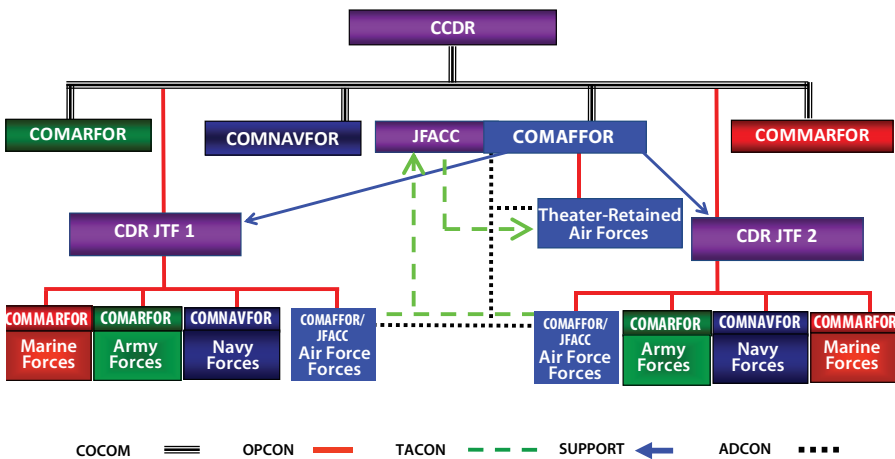 CCDR
COMARFOR
COMNAVFOR
JFACC
COMAFFOR
COMMARFOR
Theater-Retained
Air Forces
CDR JTF 1
CDR JTF 2
COMMARFOR
Marine
Forces
COMARFOR
Army
Forces
COMNAVFOR
Navy
Forces
COMAFFOR/
JFACC
Air Force
Forces
COMAFFOR/
JFACC
Air Force
Forces
COMARFOR
Army
Forces
COMNAVFOR
Navy
Forces
COMMARFOR
Marine
Forces
COCOM
OPCON
TACON
SUPPORT
ADCON